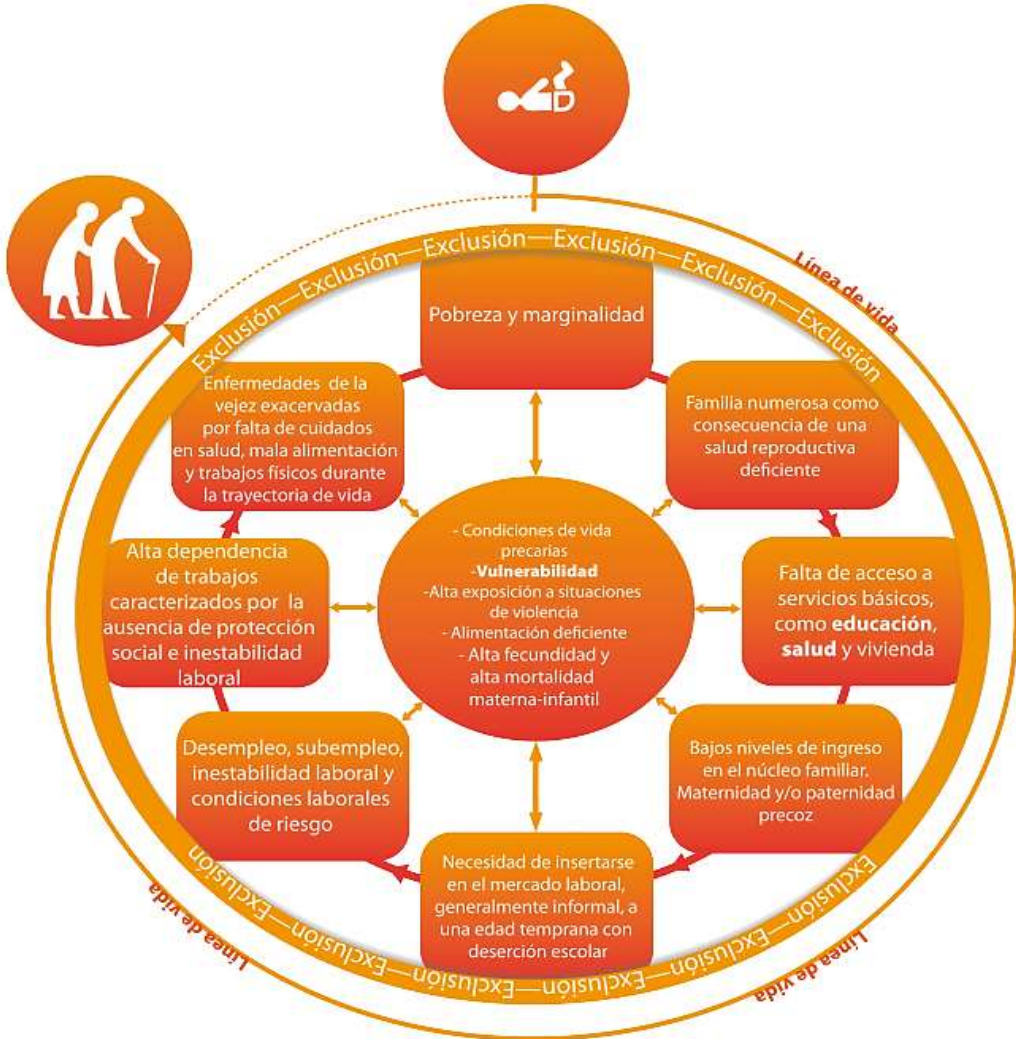 Exclusión—Exclusión—Exclusión—Exclusión—Exclusión—Exclusión
Línea de vida
Pobreza y marginalidad
Familia numerosa como
consecuencia de una
salud reproductiva
deficiente
Falta de acceso a
servicios básicos,
como educación,
salud y vivienda
Bajos niveles de ingreso
en el núcleo familiar.
Maternidad y/o paternidad
precoz
Necesidad de insertarse
en el mercado laboral,
generalmente informal, a
una edad temprana con
deserción escolar
Desempleo, subempleo,
inestabilidad laboral y
condiciones laborales
de riesgo
Alta dependencia
de trabajos
caracterizados por la
ausencia de protección
social e inestabilidad
laboral
Enfermedades de la
vejez exacervadas
por falta de cuidados
en salud, mala alimentación
y trabajos físicos durante
la trayectoria de vida
- Condiciones de vida
precarias
-Vulnerabilidad
-Alta exposición a situaciones
de violencia
- Alimentación deficiente
- Alta fecundidad y
alta mortalidad
materna-infantil
Exclusión—Exclusión—Exclusión—Exclusión—Exclusión—Exclusión—Exclusión
Línea de vida
Línea de vida